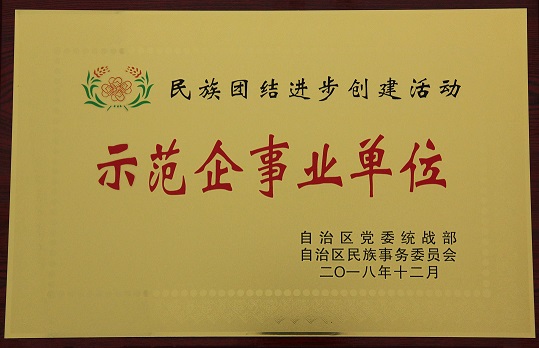 民族团结进步创建活动
示范企事业单位
自治区党委统战部
自治区民族事务委员会
二〇一八年十二月